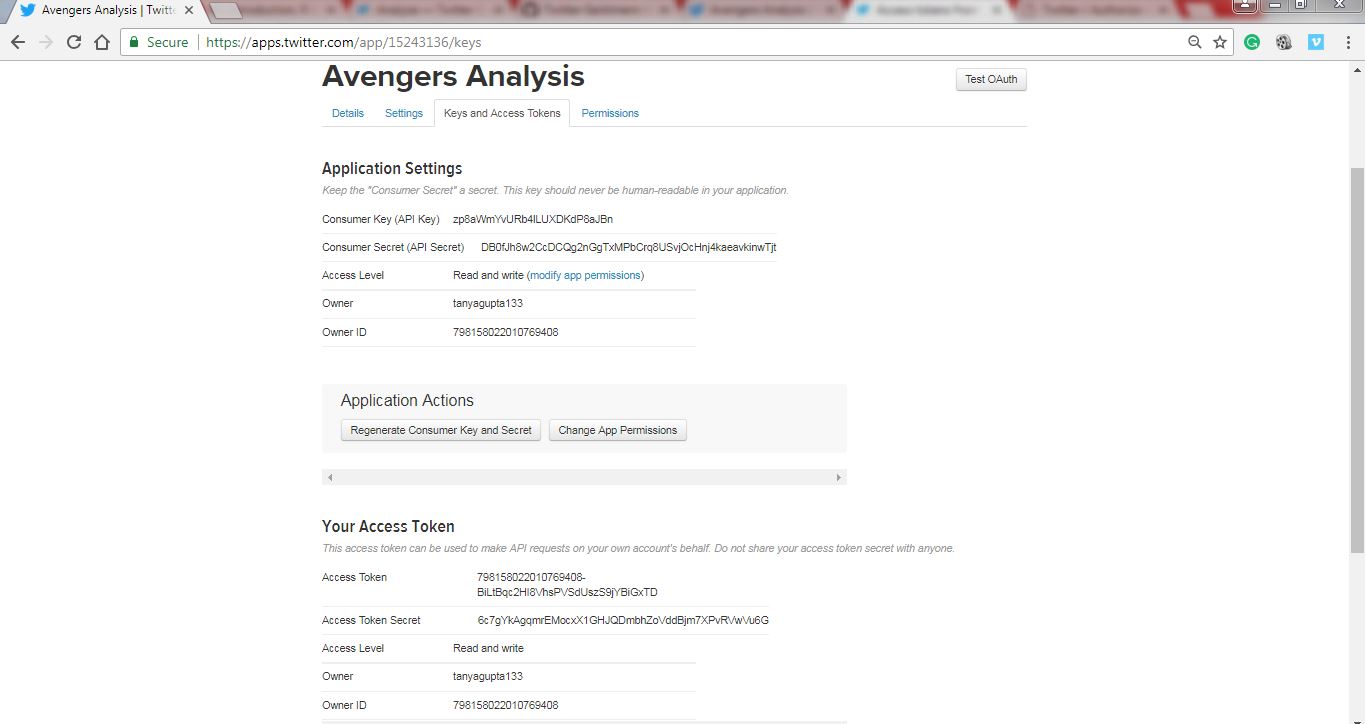 Avengers Analysis | Twitte
Secure
https://apps.twitter.com/app/15243136/keys
Avengers Analysis
Test OAuth
Details
Settings
Keys and Access Tokens
Permissions
Application Settings
Keep the "Consumer Secret" a secret. This key should never be human-readable in your application.
Consumer Key (API Key) zp8aWmYvURb4ILUXDKdP8aJBn
Consumer Secret (API Secret) DB0fJh8w2CcDCQg2nGgTxMPbCrq8USvjOcHnj4kaeavkinwTjt
Access Level Read and write (modify app permissions)
Owner tanyagupta133
Owner ID 798158022010769408
Application Actions
Regenerate Consumer Key and Secret
Change App Permissions
Your Access Token
This access token can be used to make API requests on your own account's behalf. Do not share your access token secret with anyone.
Access Token 798158022010769408-
BiLtBqc2HI8VhsPVSdUszS9jYBiGxTD
Access Token Secret 6c7gYkAgqmrEMocxX1GHJQDmbhZoVddBjm7XPvRVwVu6G
Access Level Read and write
Owner tanyagupta133
Owner ID 798158022010769408